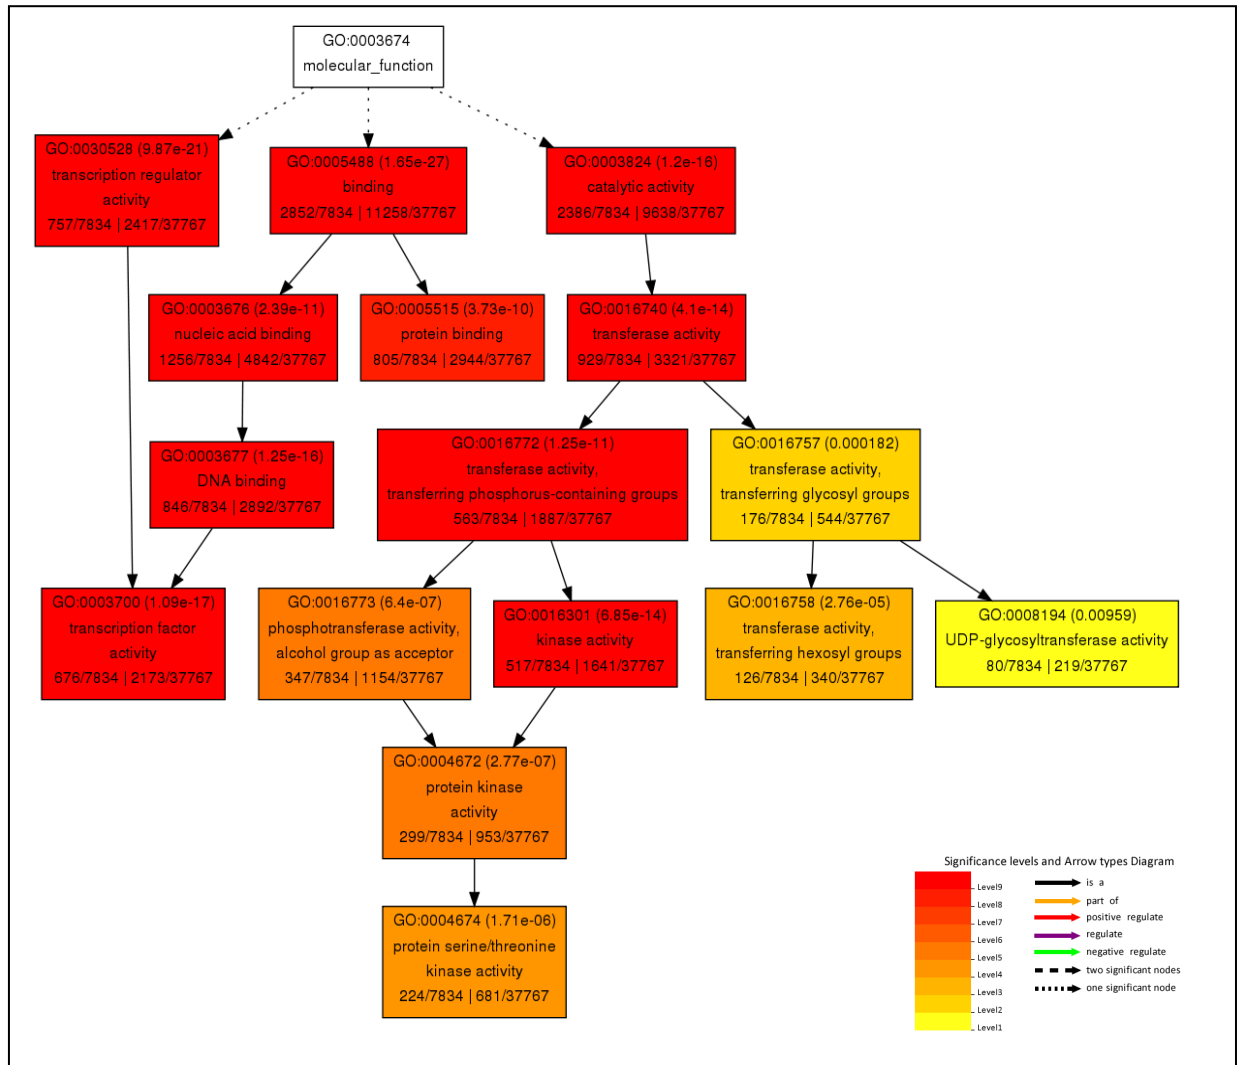 GO:0003674
molecular_function
GO:0030528 (9.87e-21)
transcription regulator
activity
757/7834 | 2417/37767
GO:0005488 (1.65e-27)
binding
2852/7834 | 11258/37767
GO:0003824 (1.2e-16)
catalytic activity
2386/7834 | 9638/37767
GO:0003676 (2.39e-11)
nucleic acid binding
1256/7834 | 4842/37767
GO:0005515 (3.73e-10)
protein binding
805/7834 | 2944/37767
GO:0016740 (4.1e-14)
transferase activity
929/7834 | 3321/37767
GO:0003677 (1.25e-16)
DNA binding
846/7834 | 2892/37767
GO:0016772 (1.25e-11)
transferase activity,
transferring phosphorus-containing groups
563/7834 | 1887/37767
GO:0016757 (0.000182)
transferase activity,
transferring glycosyl groups
176/7834 | 544/37767
GO:0003700 (1.09e-17)
transcription factor
activity
676/7834 | 2173/37767
GO:0016773 (6.4e-07)
phosphotransferase activity,
alcohol group as acceptor
347/7834 | 1154/37767
GO:0016301 (6.85e-14)
kinase activity
517/7834 | 1641/37767
GO:0016758 (2.76e-05)
transferase activity,
transferring hexosyl groups
126/7834 | 340/37767
GO:0008194 (0.00959)
UDP-glycosyltransferase activity
80/7834 | 219/37767
GO:0004672 (2.77e-07)
protein kinase
activity
299/7834 | 953/37767
GO:0004674 (1.71e-06)
protein serine/threonine
kinase activity
224/7834 | 681/37767
Significance levels and Arrow types Diagram
Level9
Level8
Level7
Level6
Level5
Level4
Level3
Level2
Level1
is a
part of
positive regulate
regulate
negative regulate
two significant nodes
one significant node